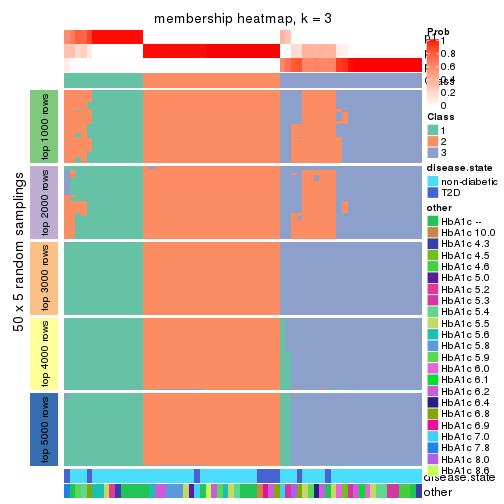 membership heatmap, k = 3
Prob
1
0.8
0.6
0.4
0.2
0
Class
1
2
3
disease.state
non-diabetic
T2D
other
HbA1c --
HbA1c 10.0
HbA1c 4.3
HbA1c 4.5
HbA1c 4.6
HbA1c 5.0
HbA1c 5.2
HbA1c 5.3
HbA1c 5.4
HbA1c 5.5
HbA1c 5.6
HbA1c 5.8
HbA1c 5.9
HbA1c 6.0
HbA1c 6.1
HbA1c 6.2
HbA1c 6.4
HbA1c 6.8
HbA1c 6.9
HbA1c 7.0
HbA1c 7.8
HbA1c 8.0
HbA1c 8.6
50 x 5 random samplings
top 1000 rows
top 2000 rows
top 3000 rows
top 4000 rows
top 5000 rows
disease.state
other